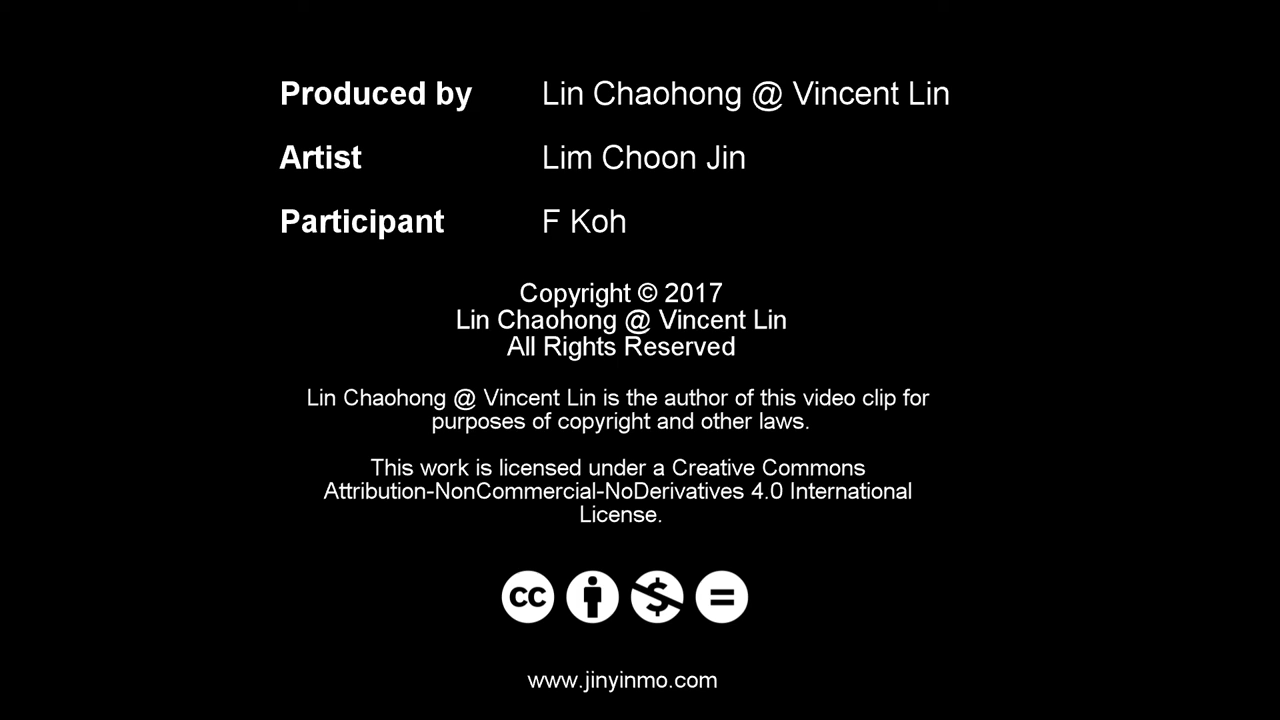 Produced by Lin Chaohong @ Vincent Lin
Artist Lim Choon Jin
Participant F Koh
Copyright © 2017
Lin Chaohong @ Vincent Lin
All Rights Reserved
Lin Chaohong @ Vincent Lin is the author of this video clip for
purposes of copyright and other laws.
This work is licensed under a Creative Commons
Attribution-NonCommercial-NoDerivatives 4.0 International
License.
cc $ =
www.jinyinmo.com